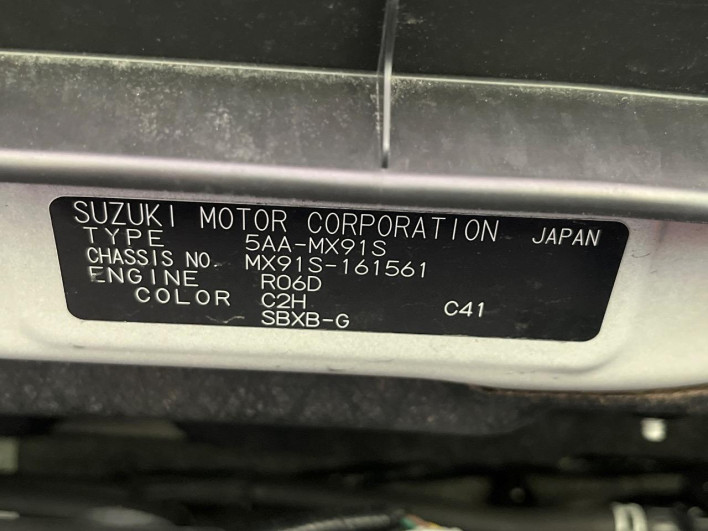 SUZUKI MOTOR CORPORATION JAPAN
TYPE 5AA-MX91S
CHASSIS NO. MX91S-161561
ENGINE R06D
COLOR C2H C41
SBXB-G